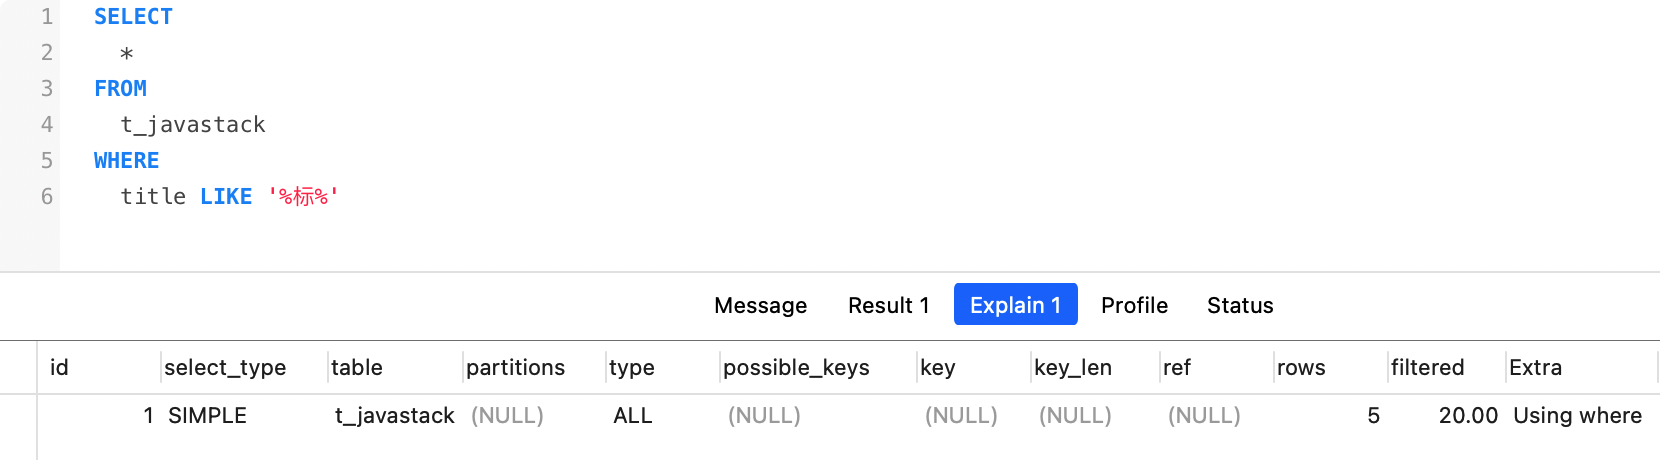 1 SELECT
2 *
3 FROM
4 t_javastack
5 WHERE
6 title LIKE '%标%'
Message Result 1 Explain 1 Profile Status
id select_type table partitions type possible_keys key key_len ref rows filtered Extra
1 SIMPLE t_javastack (NULL) ALL (NULL) (NULL) (NULL) (NULL) 5 20.00 Using where